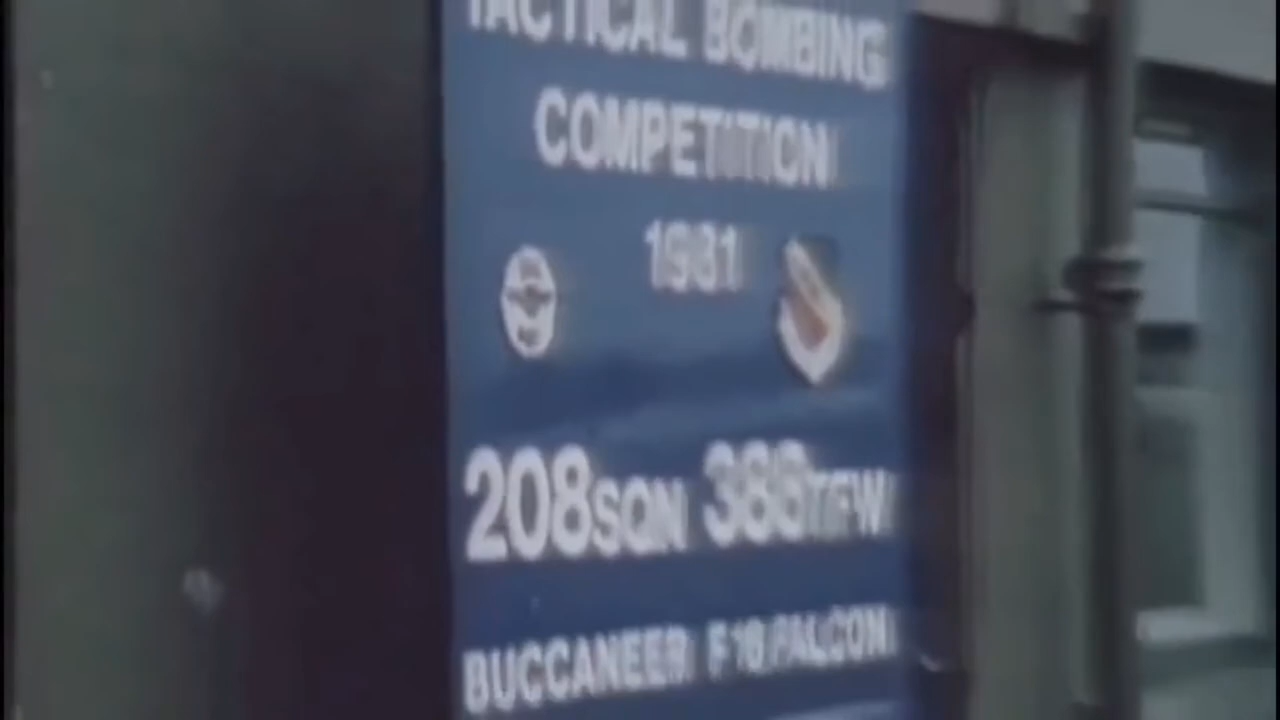 TACTICAL BOMBING
COMPETITION
1981
208SQN 388TFW
BUCCANEER F16 FALCON